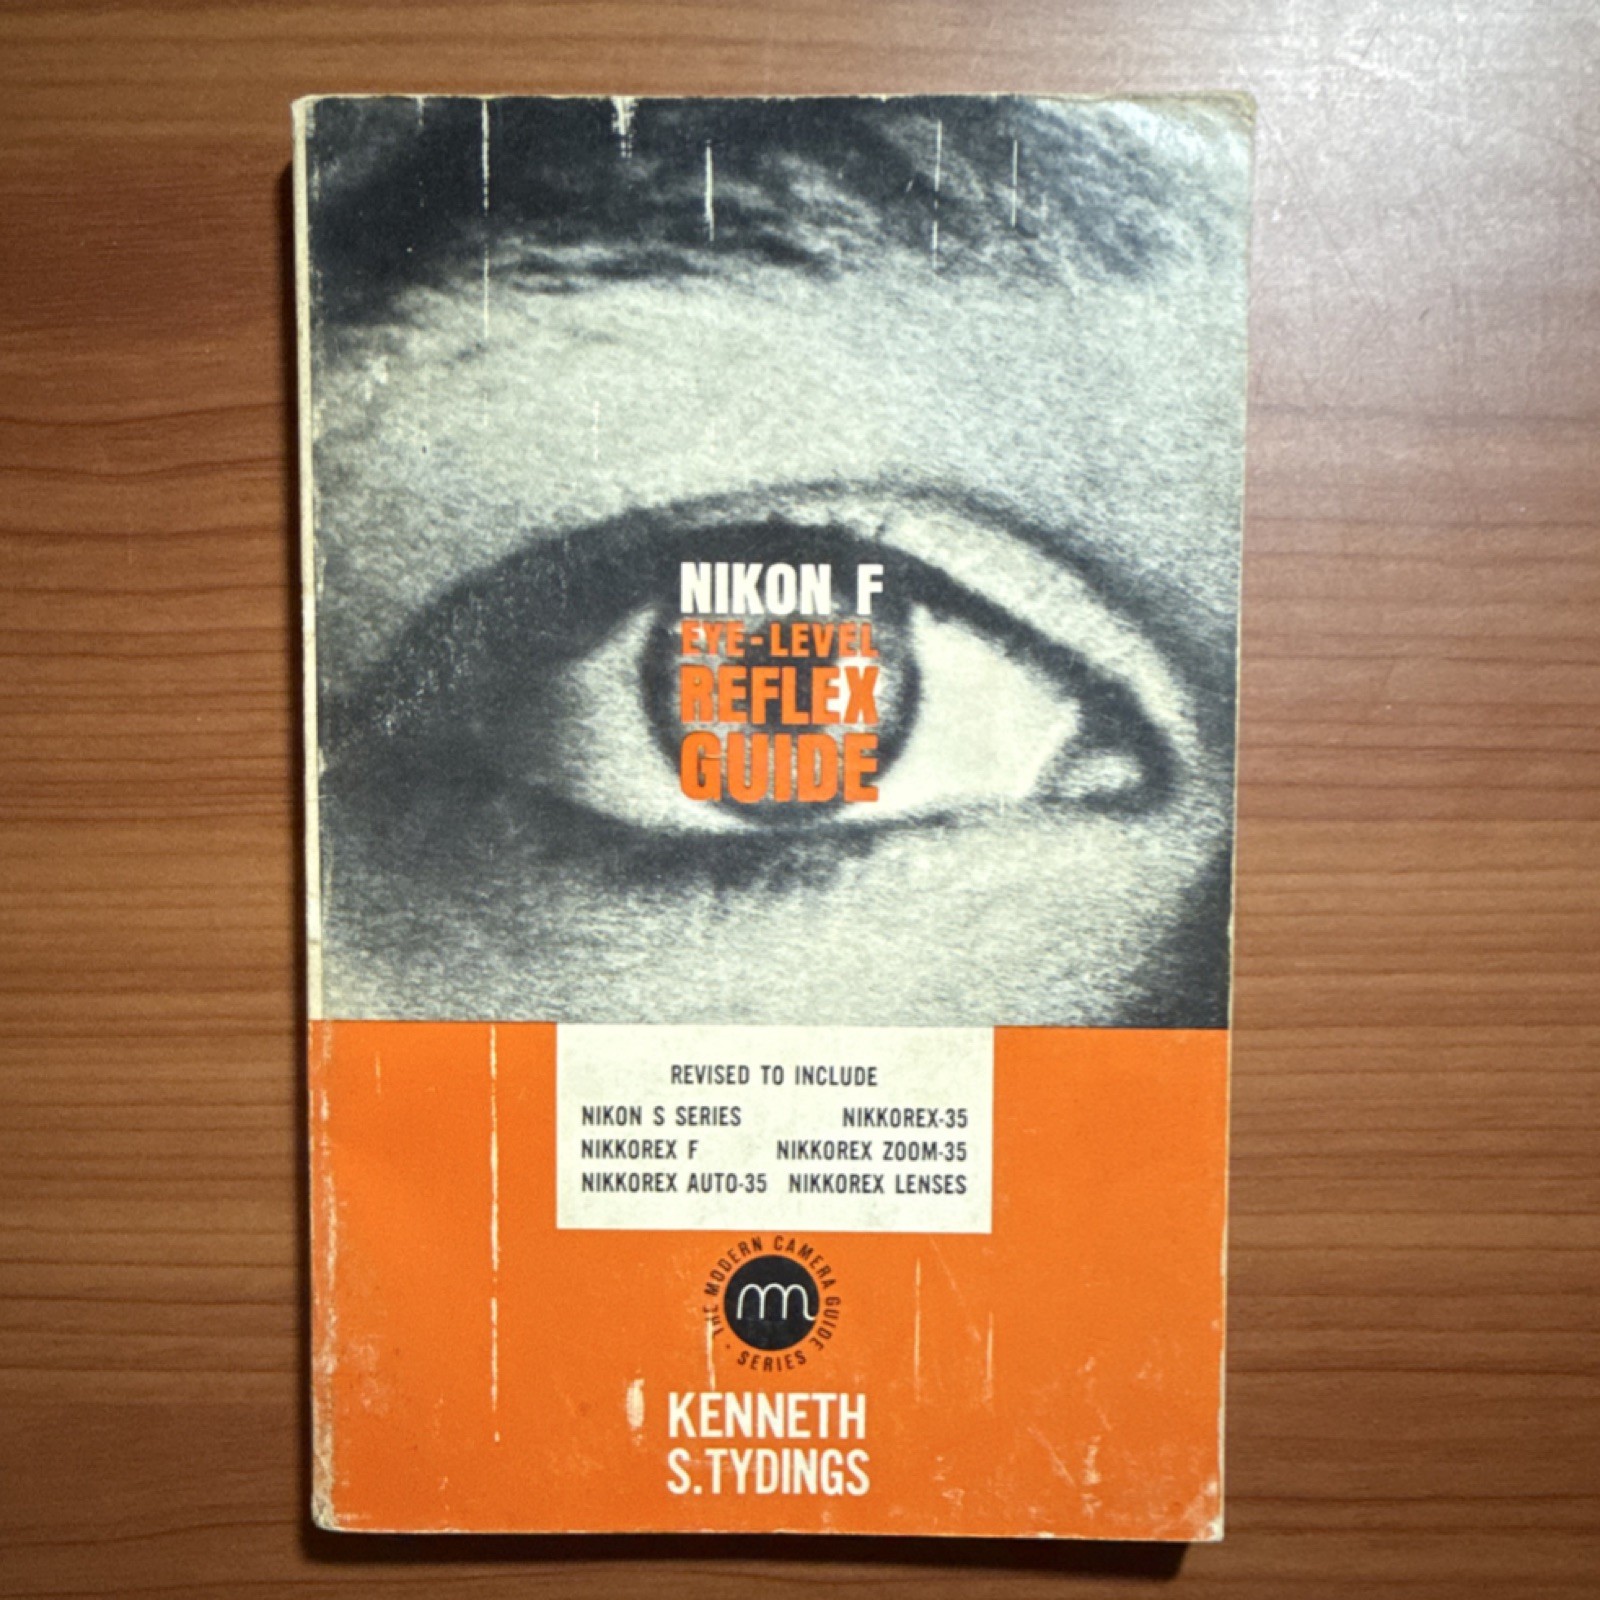 NIKON F
EYE-LEVEL
REFLEX
GUIDE
REVISED TO INCLUDE
NIKON S SERIES NIKKOREX-35
NIKKOREX F NIKKOREX ZOOM-35
NIKKOREX AUTO-35 NIKKOREX LENSES
THE MODERN CAMERA GUIDE · SERIES ·
m
KENNETH
S.TYDINGS